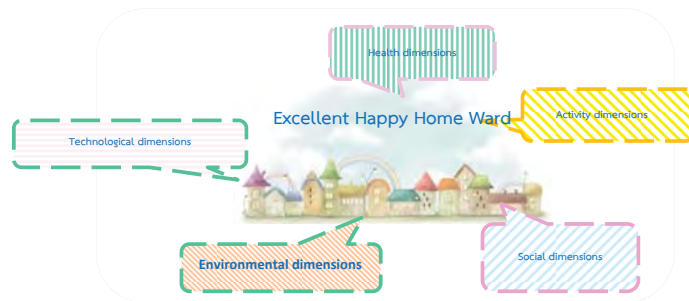 Health dimensions
Excellent Happy Home Ward
Activity dimensions
Technological dimensions
Social dimensions
Environmental dimensions